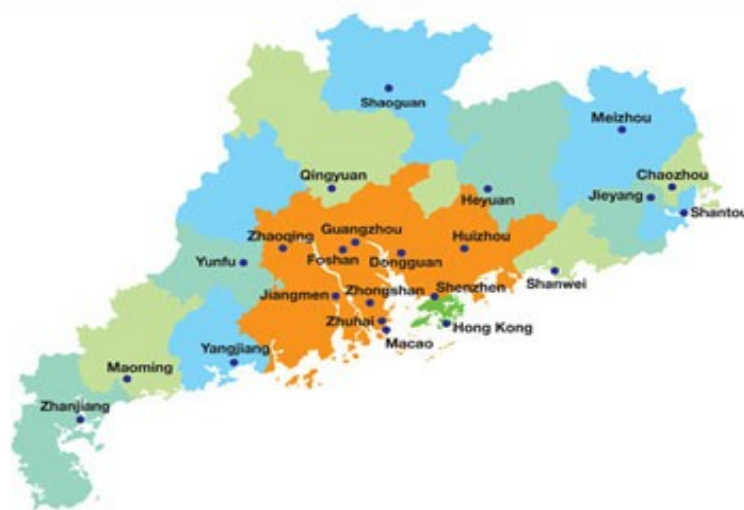 Shaoguan
Meizhou
Qingyuan
Heyuan
Chaozhou
Jieyang
Shantou
Guangzhou
Zhaoqing
Foshan
Dongguan
Huizhou
Yunfu
Shanwei
Jiangmen
Zhongshan
Shenzhen
Zhuhai
Hong Kong
Macao
Yangjiang
Maoming
Zhanjiang